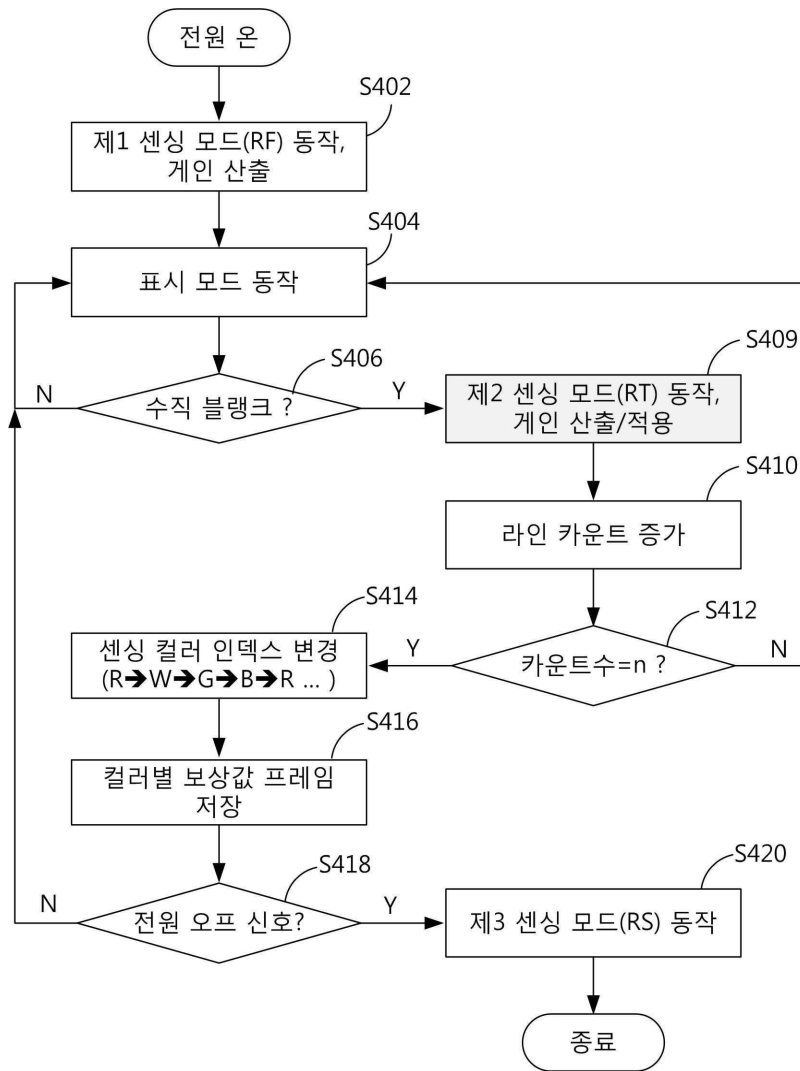 전원 온
S402
제1 센싱 모드(RF) 동작,
게인 산출
S404
표시 모드 동작
S406
N
수직 블랭크 ?
Y
S409
제2 센싱 모드(RT) 동작,
게인 산출/적용
S410
라인 카운트 증가
S412
카운트수=n ?
Y
N
S414
센싱 컬러 인덱스 변경
(R➔W➔G➔B➔R ... )
S416
컬러별 보상값 프레임
저장
S418
N
전원 오프 신호?
Y
S420
제3 센싱 모드(RS) 동작
종료